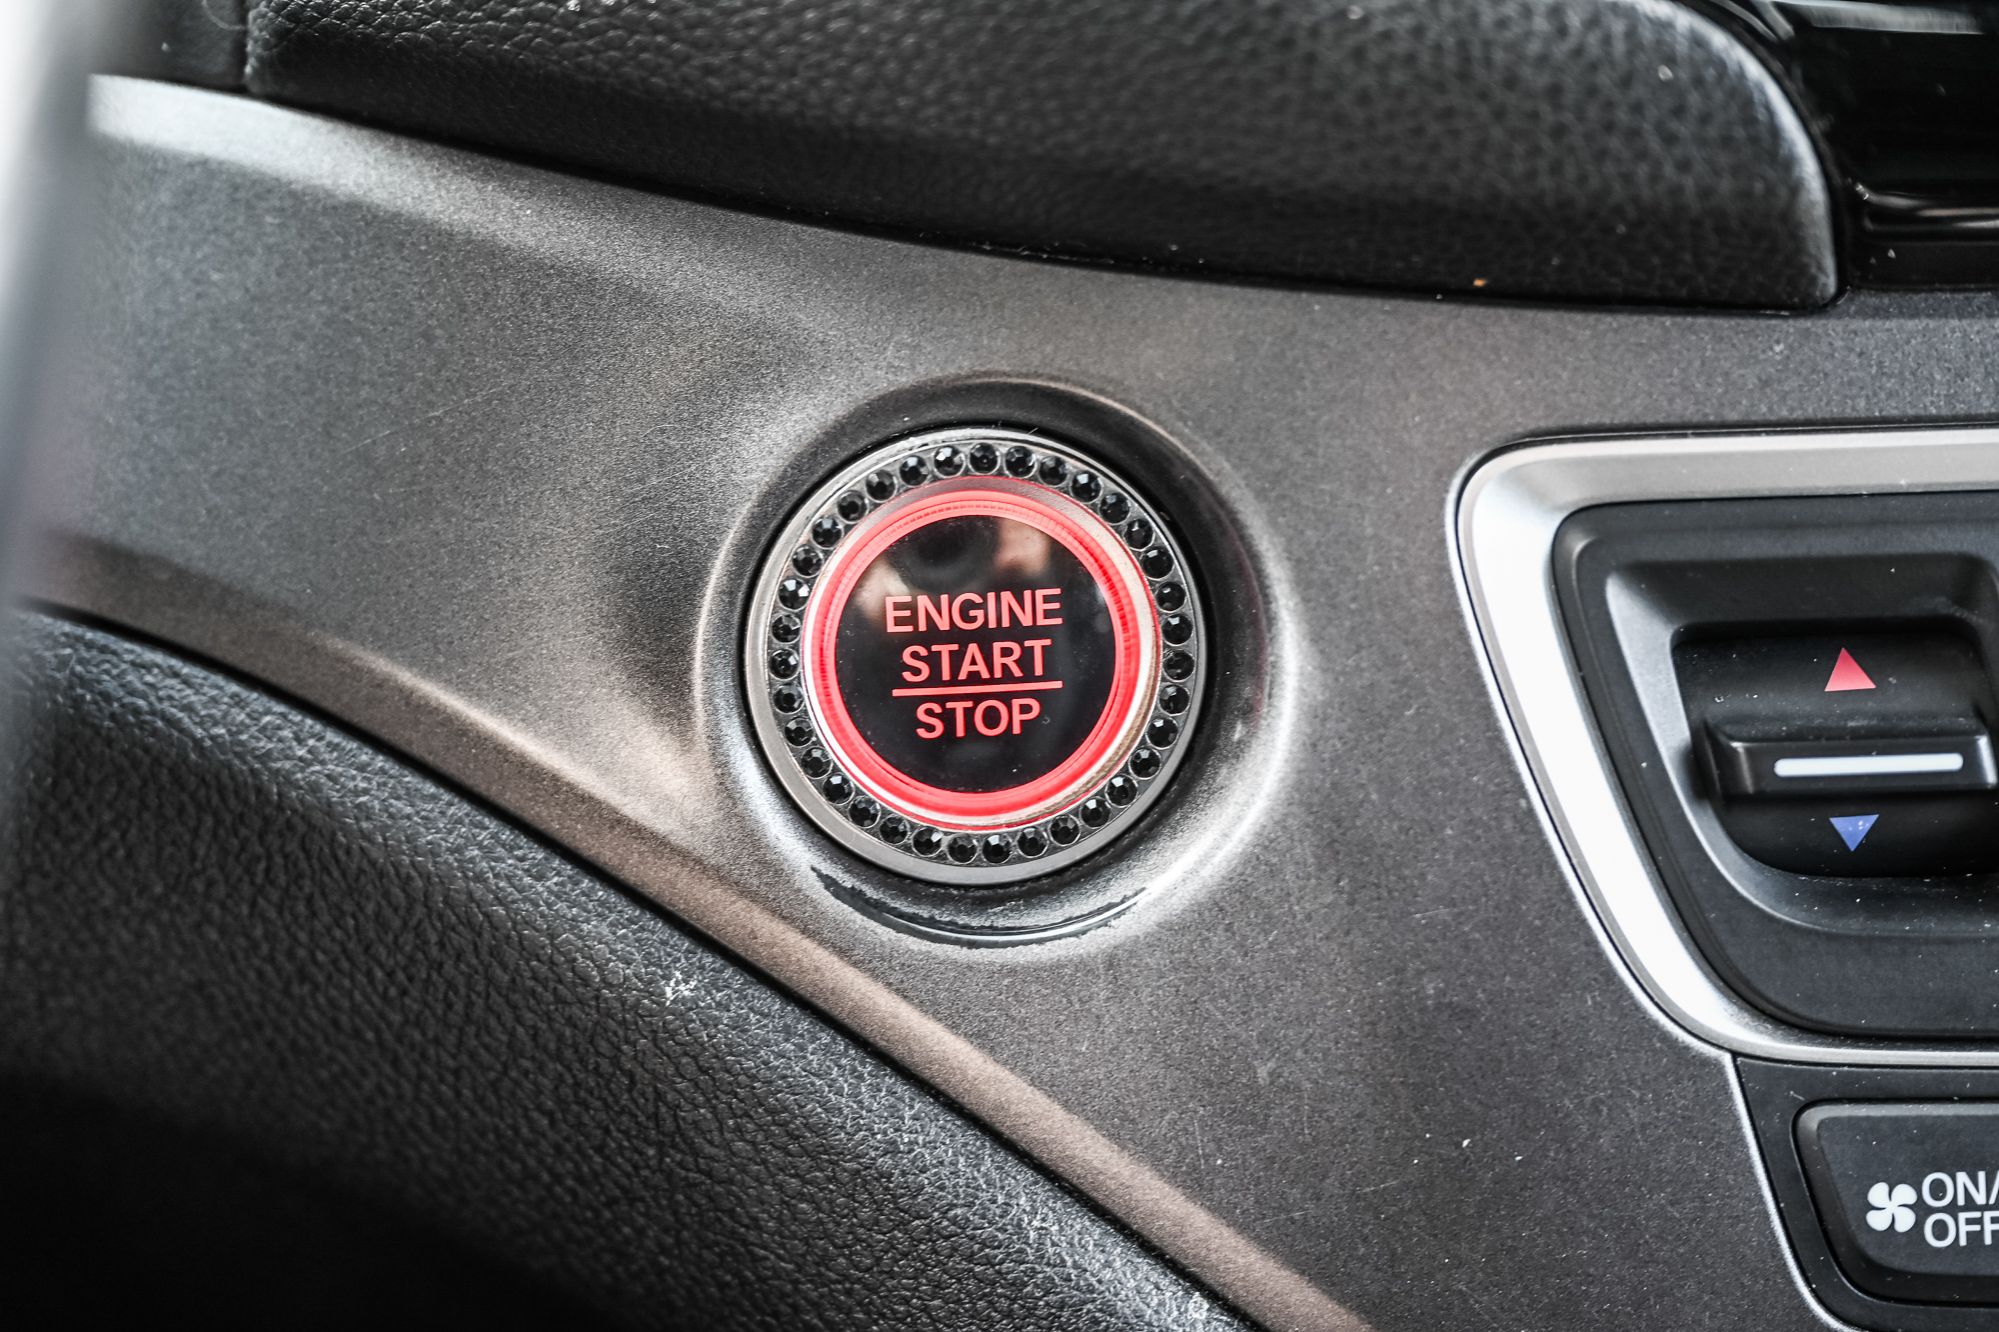 ENGINE
START
STOP
ON/
OFF